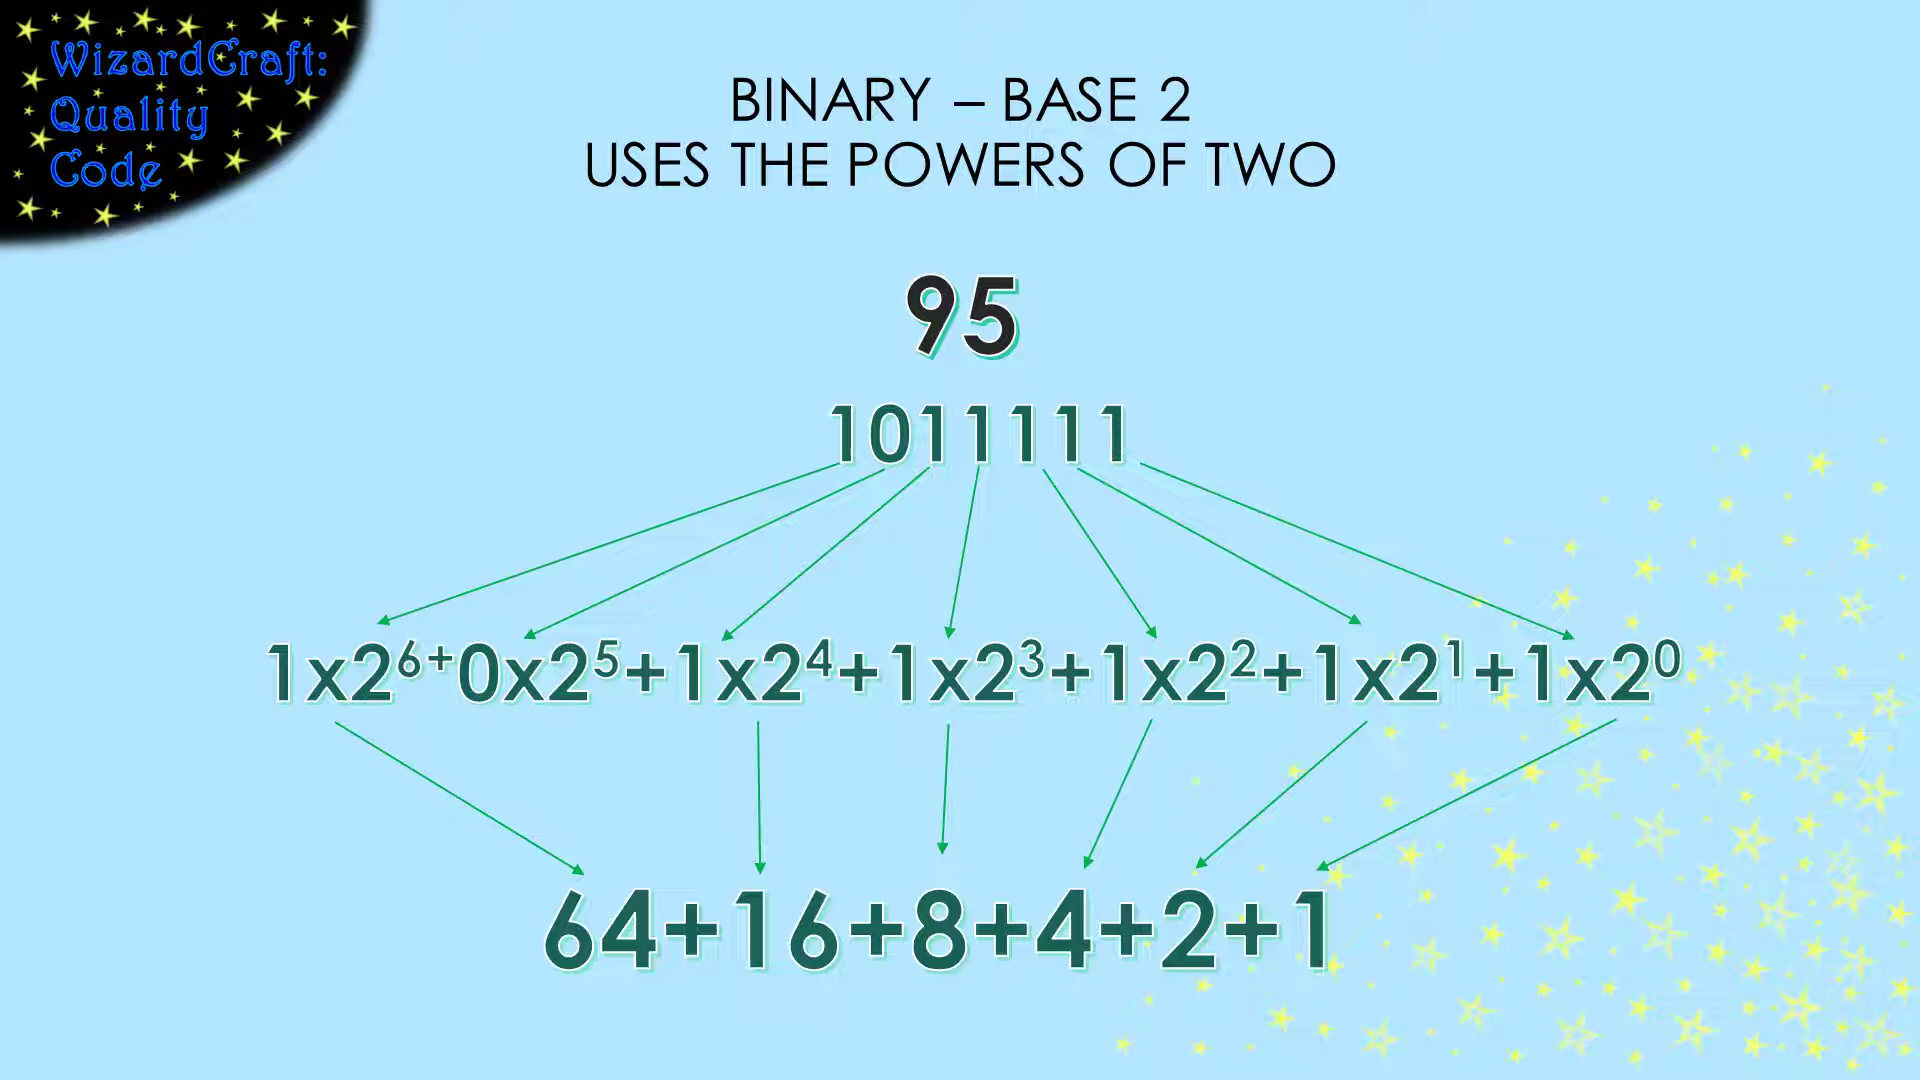 WizardCraft:
Quality
Code
BINARY – BASE 2
USES THE POWERS OF TWO
95
1011111
1x2⁶⁺0x2⁵+1x2⁴+1x2³+1x2²+1x2¹+1x2⁰
64+16+8+4+2+1